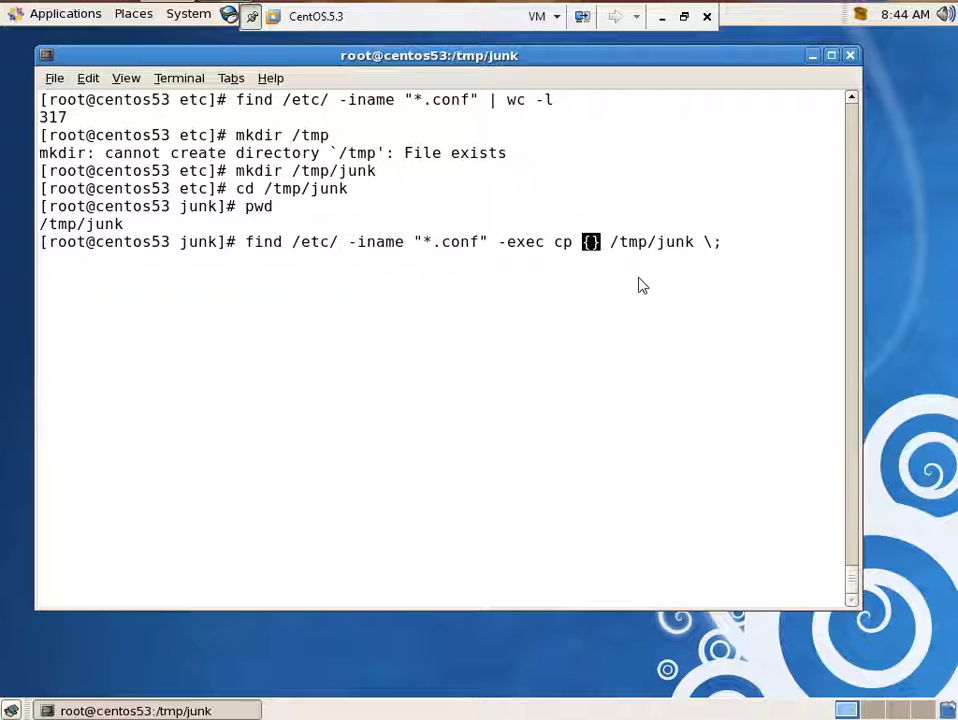 Applications Places System CentOS.5.3 VM 8:44 AM
root@centos53:/tmp/junk
File Edit View Terminal Tabs Help
[root@centos53 etc]# find /etc/ -iname "*.conf" | wc -l
317
[root@centos53 etc]# mkdir /tmp
mkdir: cannot create directory `/tmp': File exists
[root@centos53 etc]# mkdir /tmp/junk
[root@centos53 etc]# cd /tmp/junk
[root@centos53 junk]# pwd
/tmp/junk
[root@centos53 junk]# find /etc/ -iname "*.conf" -exec cp {} /tmp/junk \;
root@centos53:/tmp/junk